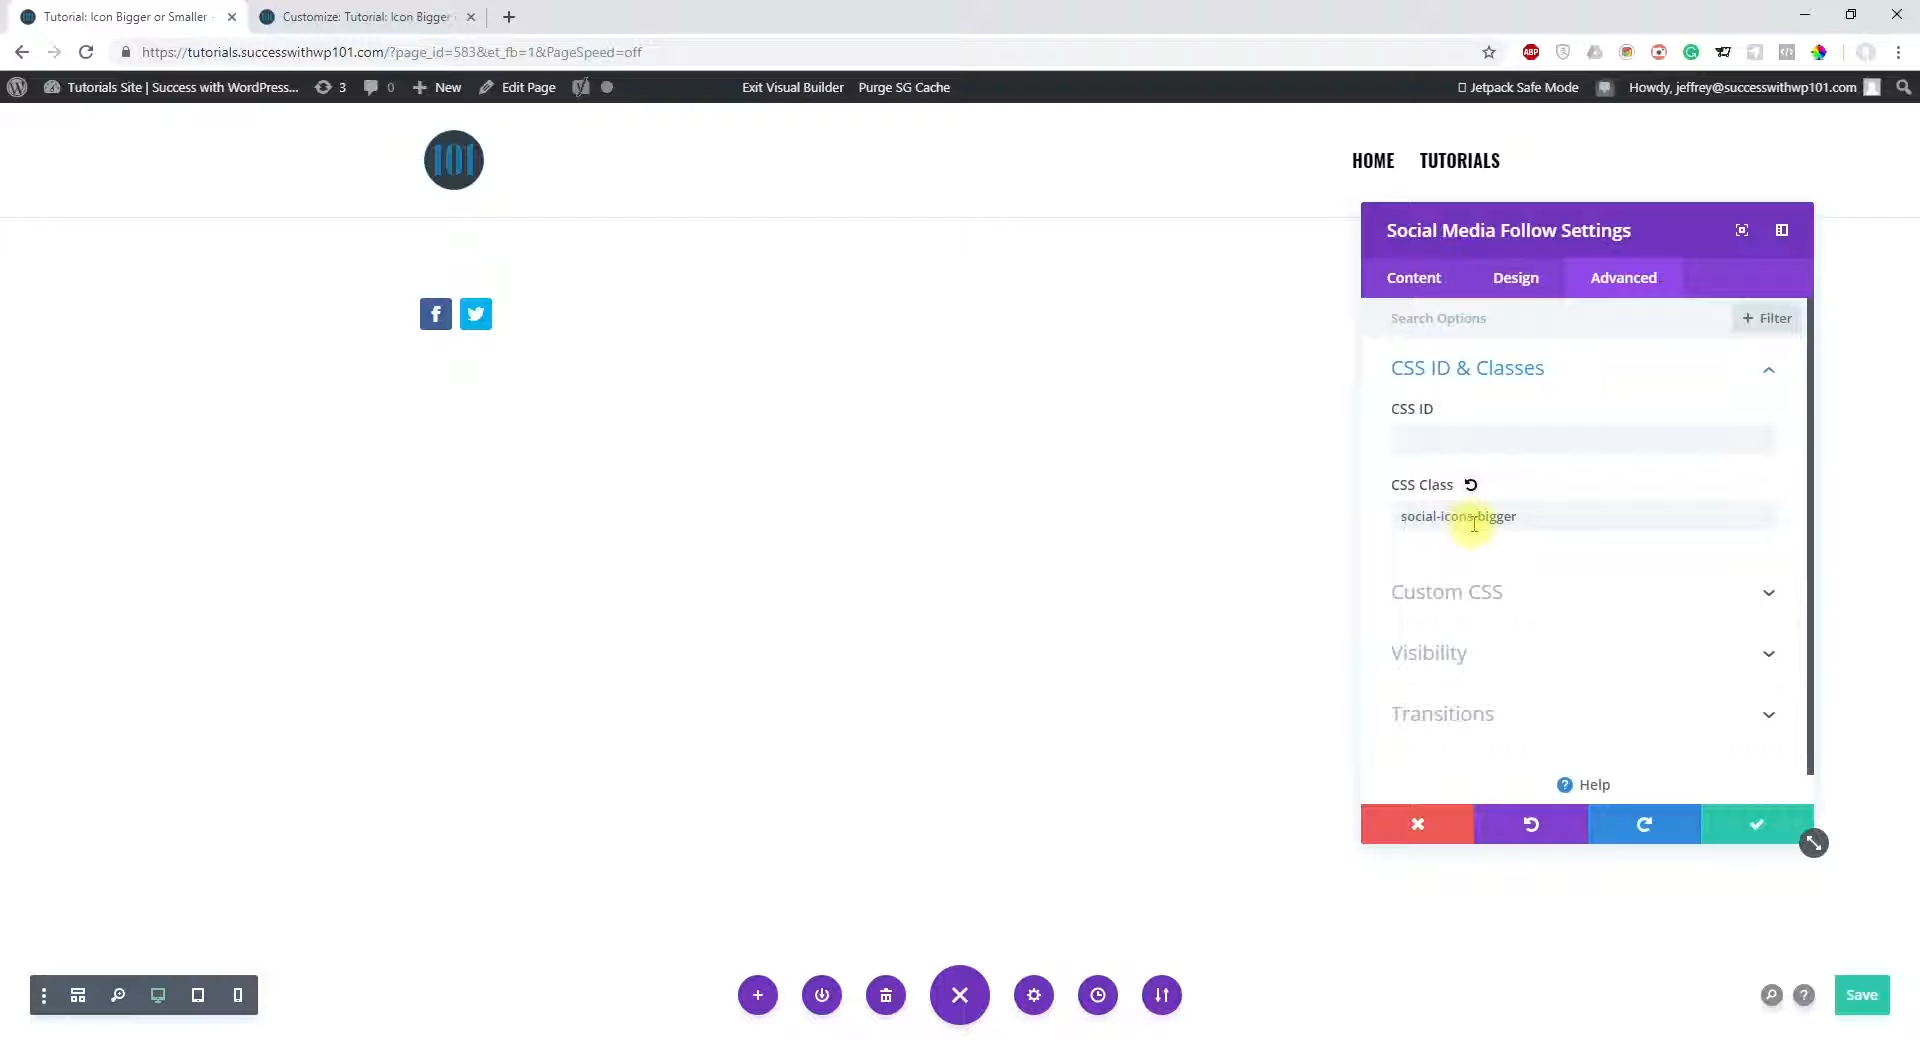 Tutorial: Icon Bigger or Smaller
Customize: Tutorial: Icon Bigger
https://tutorials.successwithwp101.com/?page_id=583&et_fb=1&PageSpeed=off
ABP
Tutorials Site | Success with WordPress... 3 0 New Edit Page Exit Visual Builder Purge SG Cache Jetpack Safe Mode Howdy, jeffrey@successwithwp101.com
101
HOME TUTORIALS
Social Media Follow Settings
Content Design Advanced
Search Options + Filter
CSS ID & Classes
CSS ID
CSS Class
social-icons-bigger
Custom CSS
Visibility
Transitions
? Help
? Save